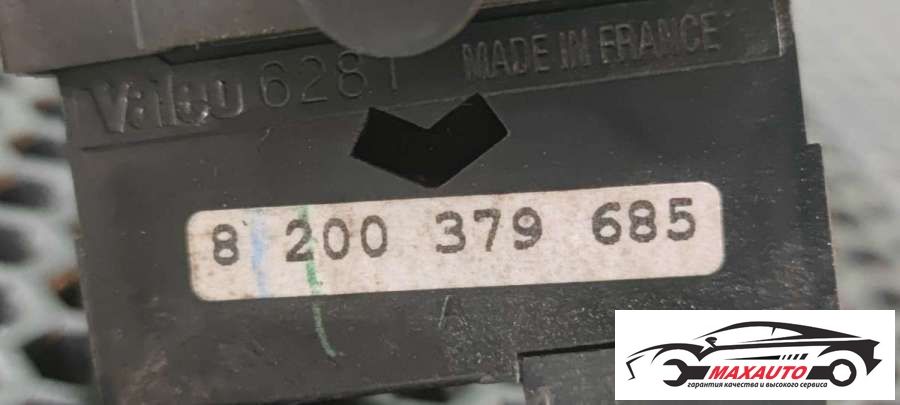 Valeo 6281 MADE IN FRANCE
8 200 379 685
MAXAUTO
гарантия качества и высокого сервиса